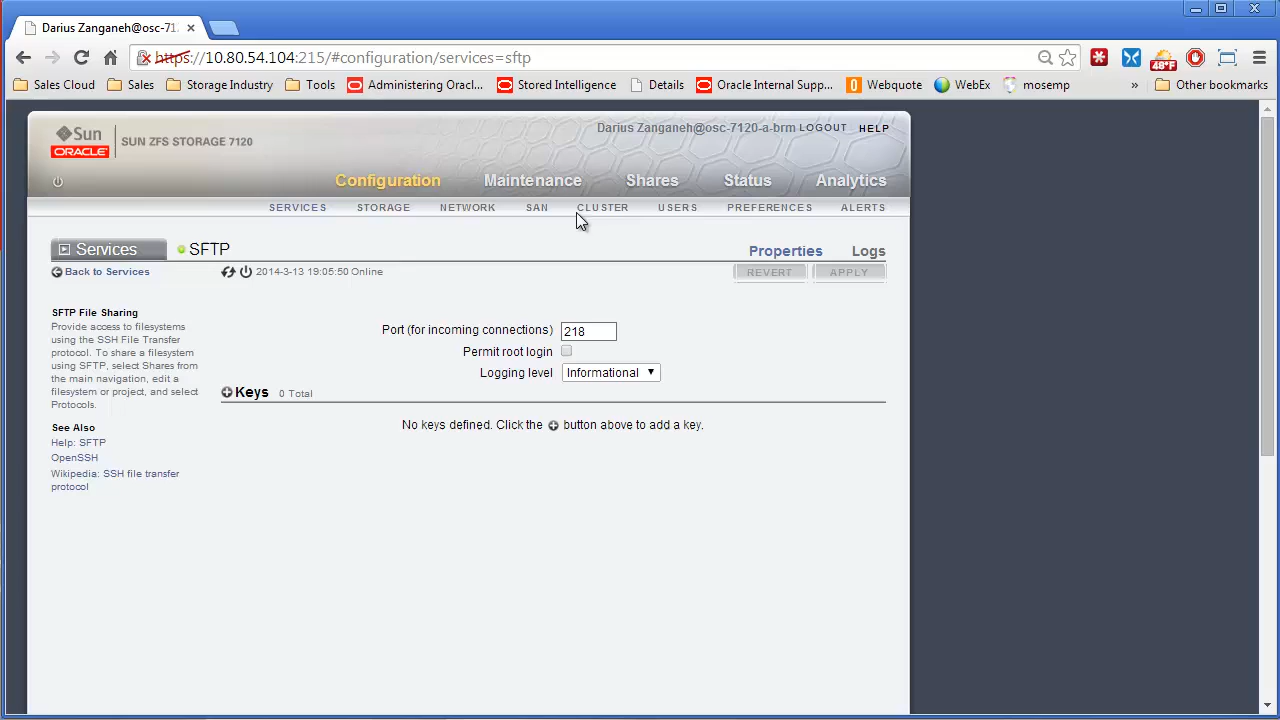 Darius Zanganeh@osc-71
https://10.80.54.104:215/#configuration/services=sftp
48°F
Sales Cloud Sales Storage Industry Tools Administering Oracl... Stored Intelligence Details Oracle Internal Supp... Webquote WebEx mosemp » Other bookmarks
Sun
ORACLE
SUN ZFS STORAGE 7120
Darius Zanganeh@osc-7120-a-brm LOGOUT HELP
Configuration Maintenance Shares Status Analytics
SERVICES STORAGE NETWORK SAN CLUSTER USERS PREFERENCES ALERTS
Services SFTP Properties Logs
Back to Services 2014-3-13 19:05:50 Online REVERT APPLY
SFTP File Sharing
Provide access to filesystems
using the SSH File Transfer
protocol. To share a filesystem
using SFTP, select Shares from
the main navigation, edit a
filesystem or project, and select
Protocols.
See Also
Help: SFTP
OpenSSH
Wikipedia: SSH file transfer
protocol
Port (for incoming connections) 218
Permit root login
Logging level Informational
Keys 0 Total
No keys defined. Click the button above to add a key.